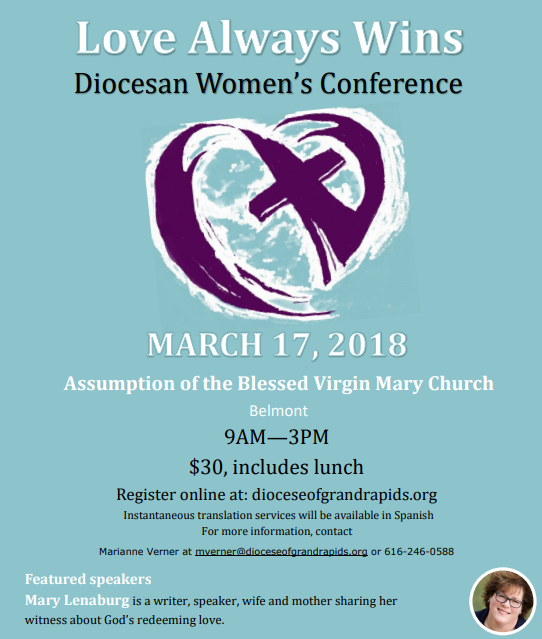 Love Always Wins
Diocesan Women’s Conference
MARCH 17, 2018
Assumption of the Blessed Virgin Mary Church
Belmont
9AM—3PM
$30, includes lunch
Register online at: dioceseofgrandrapids.org
Instantaneous translation services will be available in Spanish
For more information, contact
Marianne Verner at mverner@dioceseofgrandrapids.org or 616-246-0588
Featured speakers
Mary Lenaburg is a writer, speaker, wife and mother sharing her
witness about God’s redeeming love.